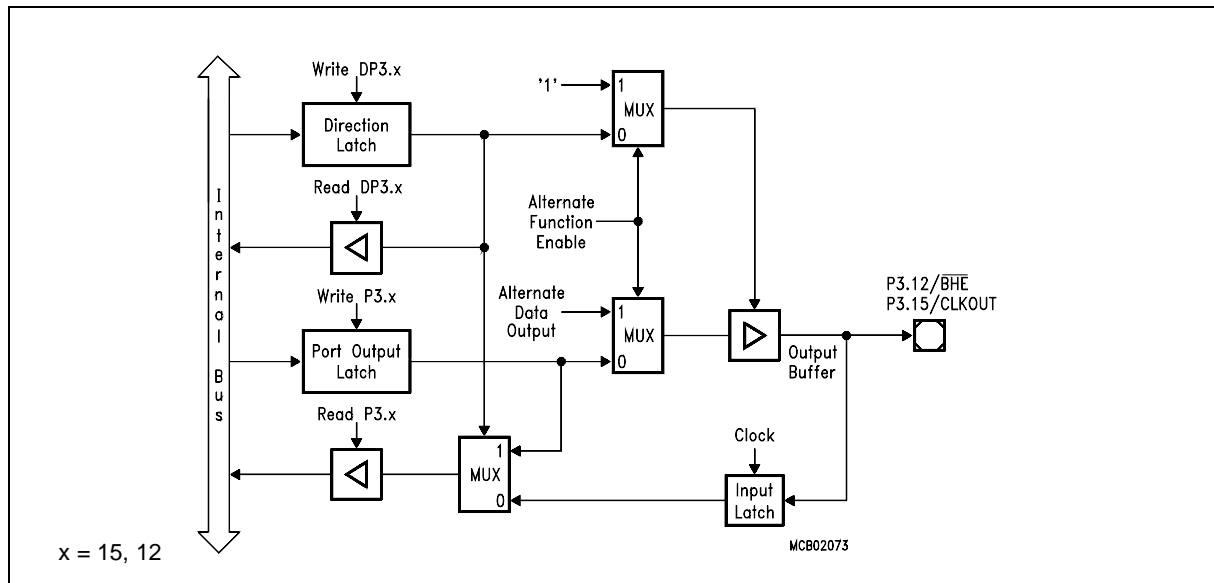 Write DP3.x
Direction
Latch
Read DP3.x
Write P3.x
Port Output
Latch
Read P3.x
Internal Bus
'1'
1
MUX
0
Alternate
Function
Enable
Alternate
Data
Output
1
MUX
0
1
MUX
0
Output
Buffer
P3.12/BHE
P3.15/CLKOUT
Clock
Input
Latch
MCB02073
x = 15, 12